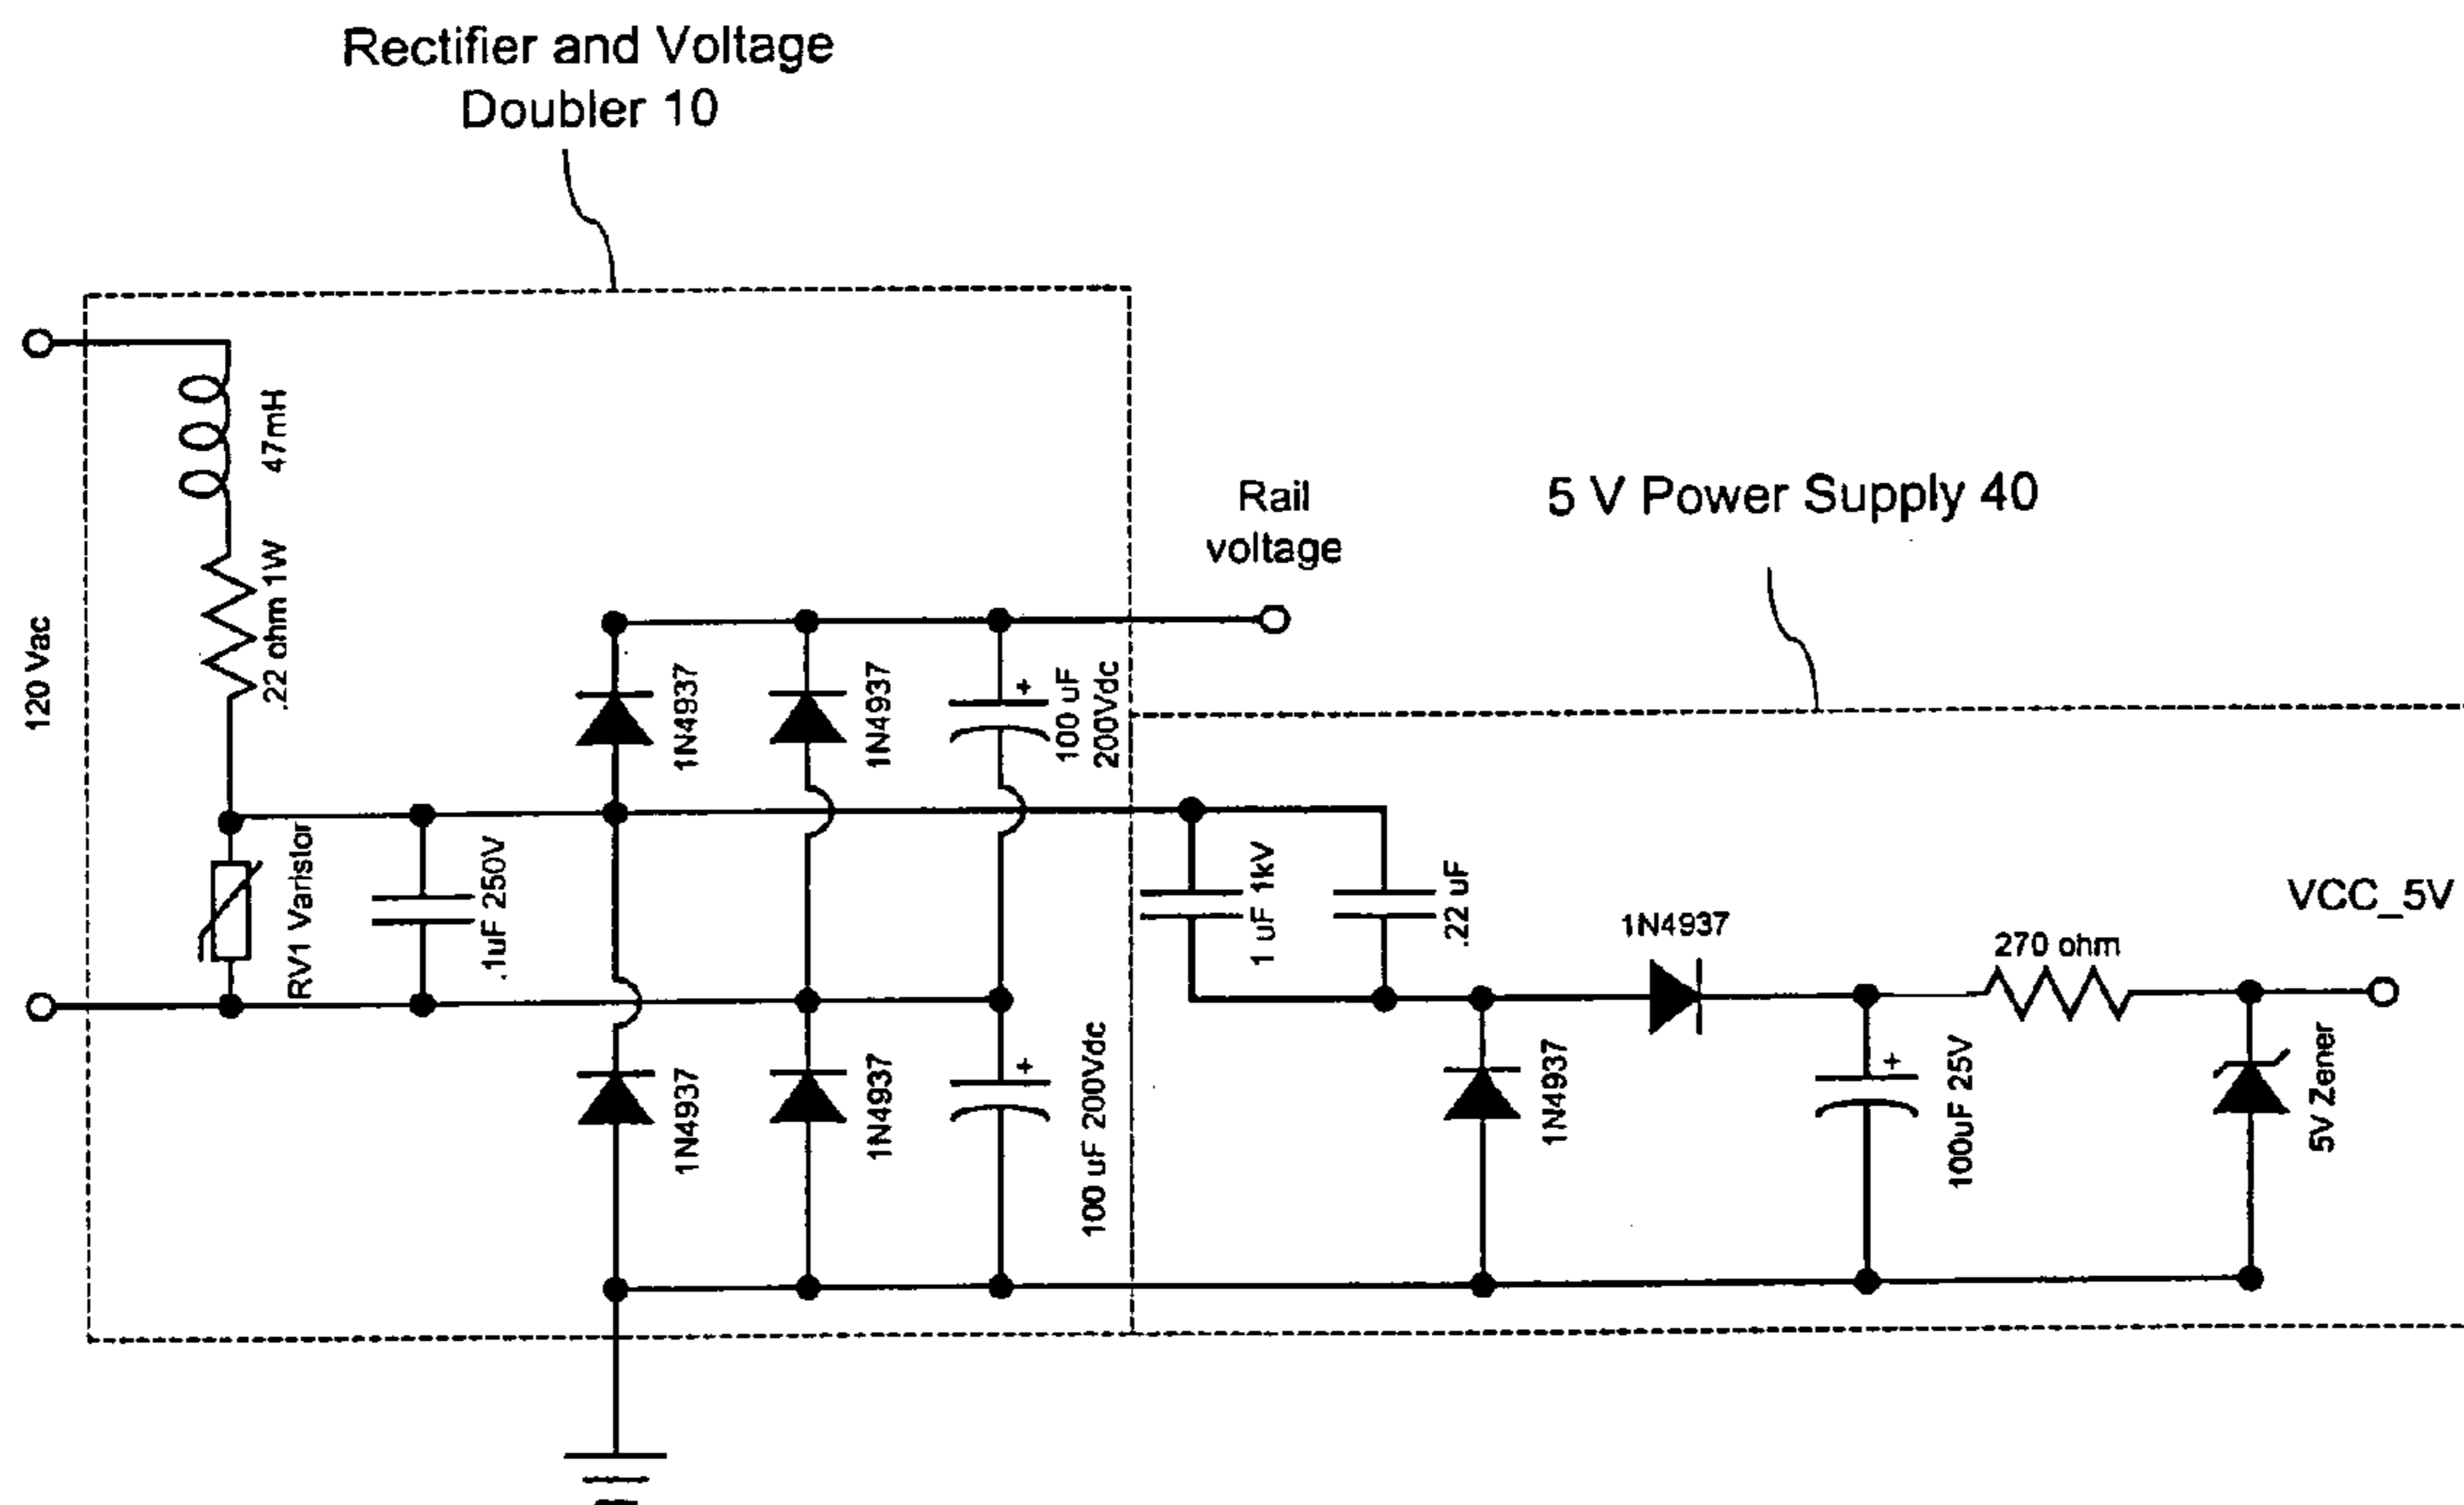 Rectifier and Voltage
Doubler 10
120 Vac
47mH
.22 ohm 1W
RV1 Varistor
.1uF 250V
1N4937
1N4937
100 uF
200Vdc
1N4937
1N4937
100 uF 200Vdc
Rail
voltage
5 V Power Supply 40
1 uF 1kV
.22 uF
1N4937
1N4937
270 ohm
100uF 25V
5V Zener
VCC_5V
+
+
+